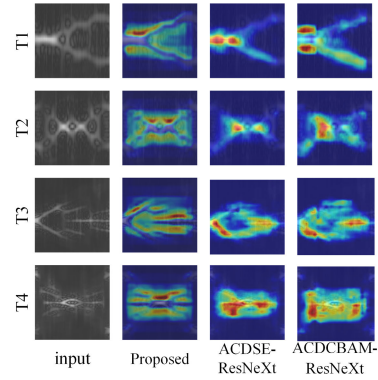 T1
T2
T3
T4
input
Proposed
ACDSE-
ResNeXt
ACDCBAM-
ResNeXt